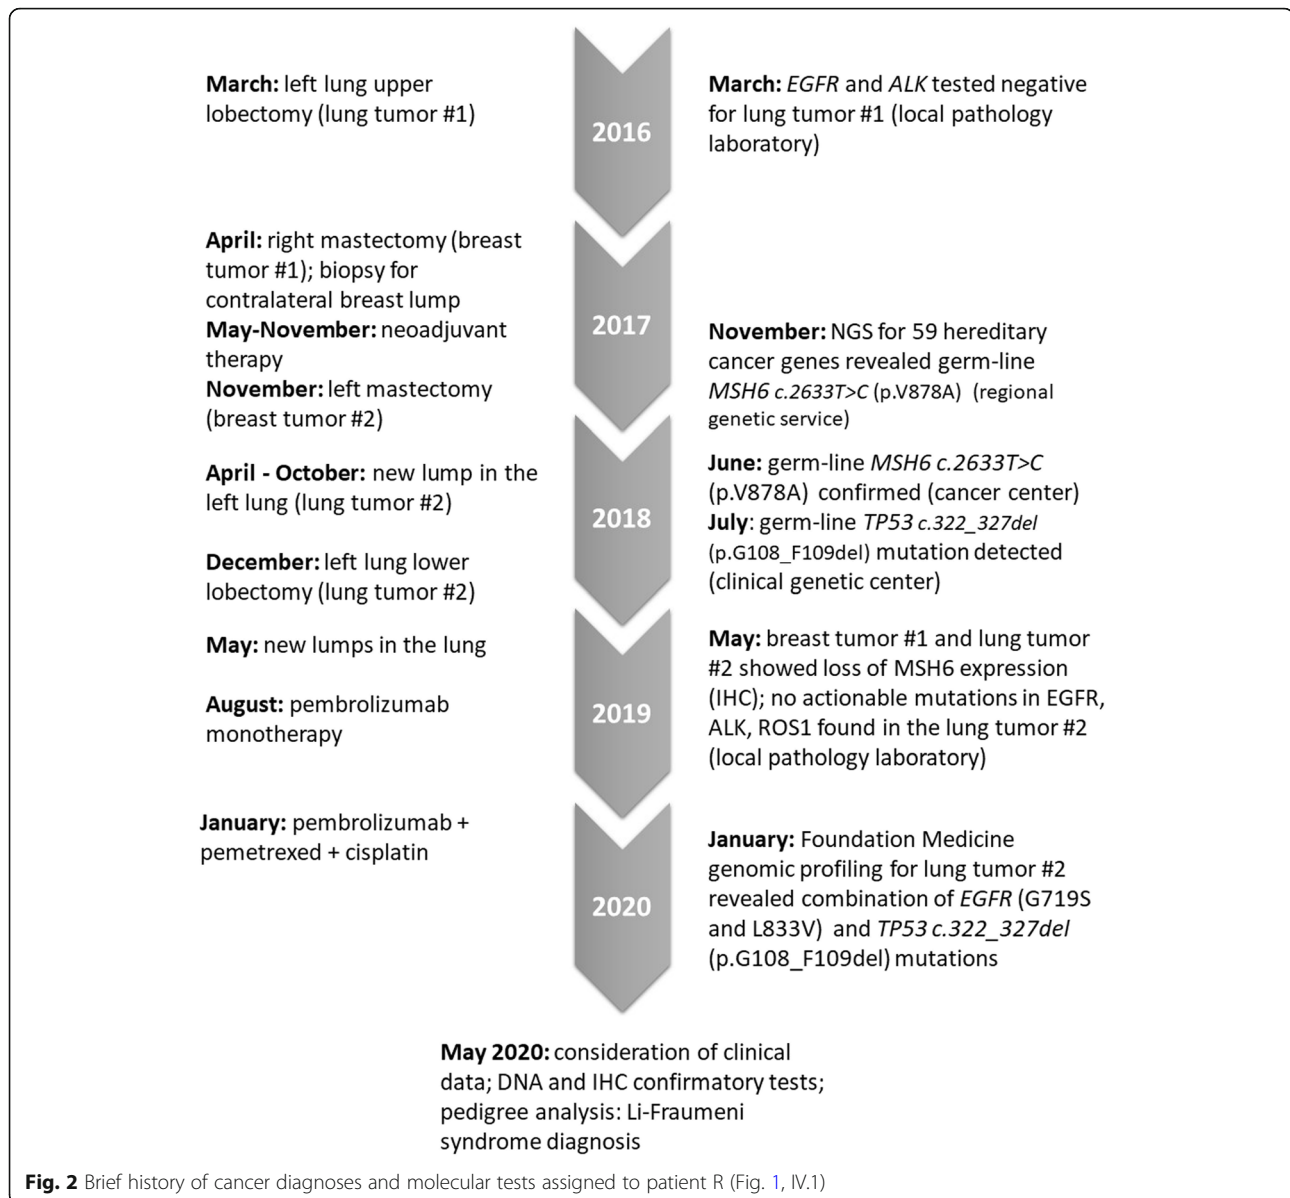 March: left lung upper
lobectomy (lung tumor #1)
2016
March: EGFR and ALK tested negative
for lung tumor #1 (local pathology
laboratory)
April: right mastectomy (breast
tumor #1); biopsy for
contralateral breast lump
May-November: neoadjuvant
therapy
November: left mastectomy
(breast tumor #2)
2017
November: NGS for 59 hereditary
cancer genes revealed germ-line
MSH6 c.2633T>C (p.V878A) (regional
genetic service)
April - October: new lump in the
left lung (lung tumor #2)
December: left lung lower
lobectomy (lung tumor #2)
2018
June: germ-line MSH6 c.2633T>C
(p.V878A) confirmed (cancer center)
July: germ-line TP53 c.322_327del
(p.G108_F109del) mutation detected
(clinical genetic center)
May: new lumps in the lung
August: pembrolizumab
monotherapy
2019
May: breast tumor #1 and lung tumor
#2 showed loss of MSH6 expression
(IHC); no actionable mutations in EGFR,
ALK, ROS1 found in the lung tumor #2
(local pathology laboratory)
January: pembrolizumab +
pemetrexed + cisplatin
2020
January: Foundation Medicine
genomic profiling for lung tumor #2
revealed combination of EGFR (G719S
and L833V) and TP53 c.322_327del
(p.G108_F109del) mutations
May 2020: consideration of clinical
data; DNA and IHC confirmatory tests;
pedigree analysis: Li-Fraumeni
syndrome diagnosis
Fig. 2 Brief history of cancer diagnoses and molecular tests assigned to patient R (Fig. 1, IV.1)